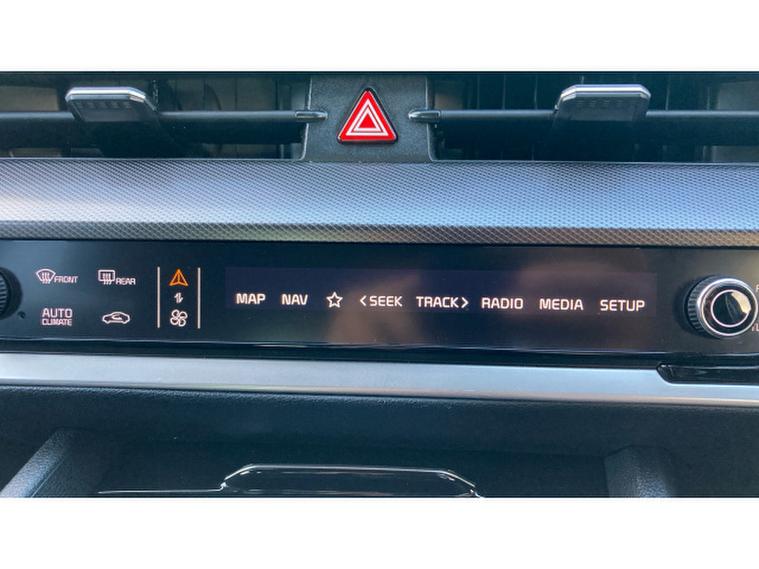 FRONT
REAR
AUTO
CLIMATE
MAP NAV ☆ <SEEK TRACK> RADIO MEDIA SETUP